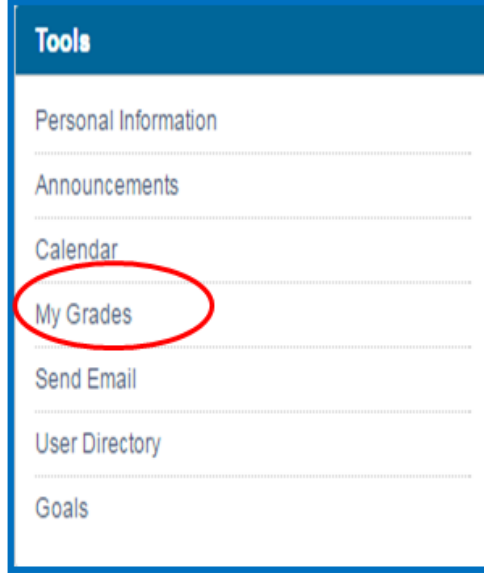 Tools
Personal Information
Announcements
Calendar
My Grades
Send Email
User Directory
Goals